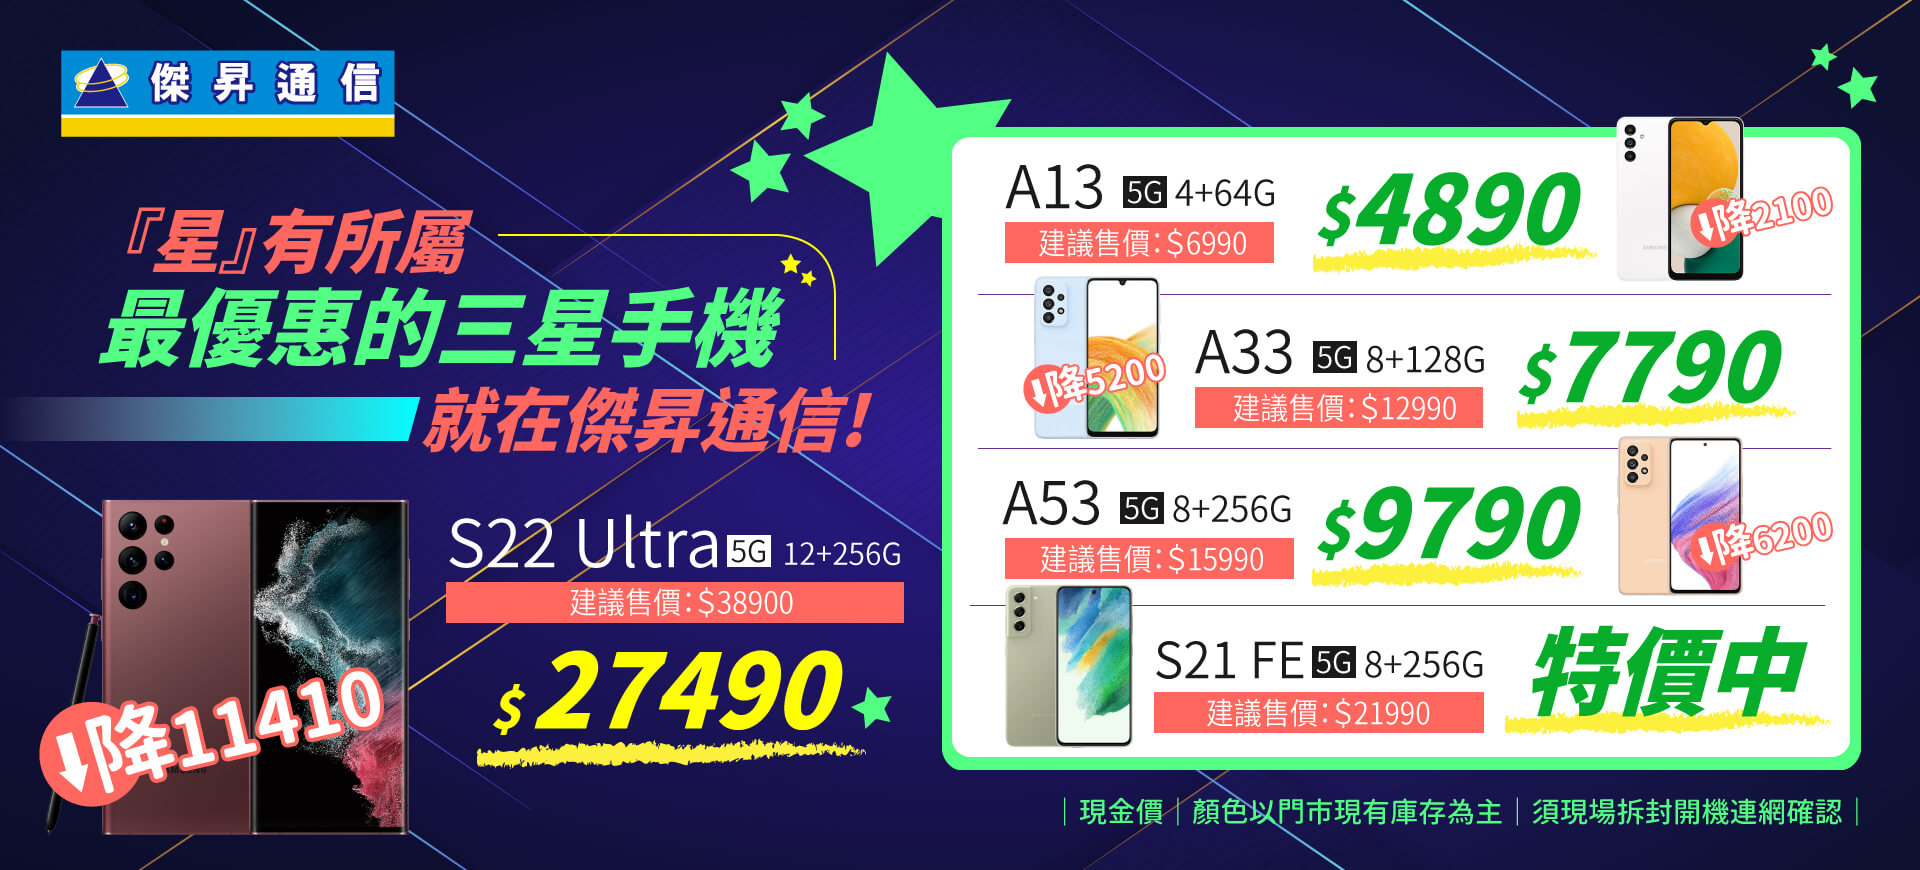 傑昇通信
『星』有所屬
最優惠的三星手機
就在傑昇通信!
S22 Ultra 5G 12+256G
建議售價:$38900
$27490
降11410
SAMSUNG
A13 5G 4+64G
建議售價:$6990
$4890
降2100
SAMSUNG
A33 5G 8+128G
建議售價:$12990
$7790
降5200
A53 5G 8+256G
建議售價:$15990
$9790
降6200
S21 FE 5G 8+256G
建議售價:$21990
特價中
|現金價|顏色以門市現有庫存為主|須現場拆封開機連網確認|